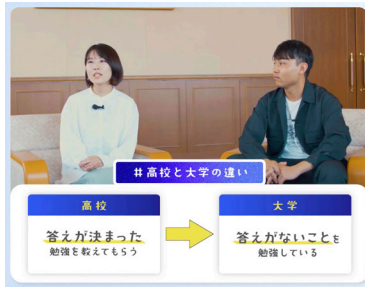 #高校と大学の違い
高校
答えが決まった
勉強を教えてもらう
大学
答えがないことを
勉強している